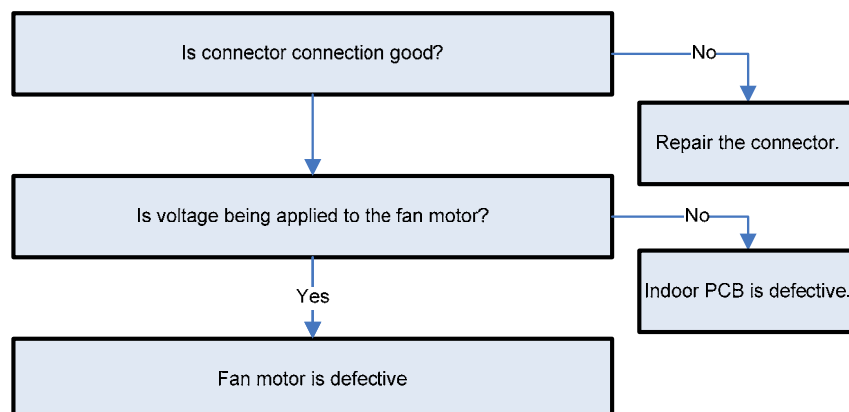 Is connector connection good?
No
Repair the connector.
Is voltage being applied to the fan motor?
No
Indoor PCB is defective.
Yes
Fan motor is defective